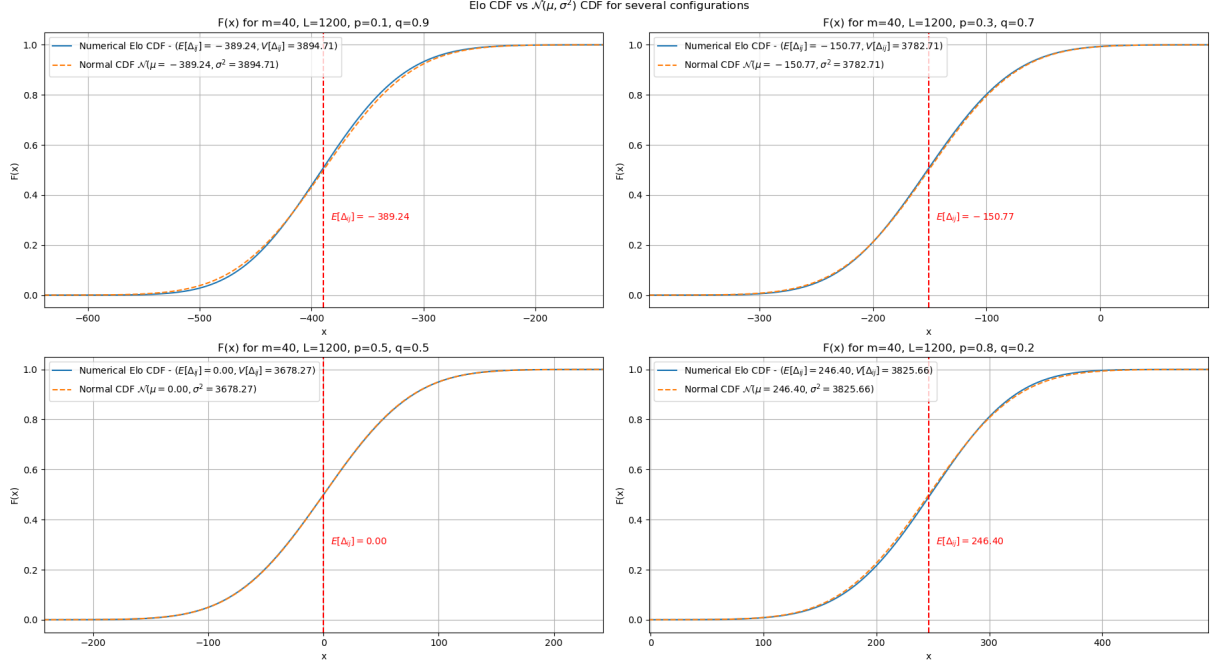 Elo CDF vs 𝒩(μ, σ²) CDF for several configurations
F(x) for m=40, L=1200, p=0.1, q=0.9
Numerical Elo CDF - (E[Δij] = − 389.24, V[Δij] = 3894.71)
Normal CDF 𝒩(μ = − 389.24, σ² = 3894.71)
1.0
0.8
0.6
0.4
0.2
0.0
F(x)
E[Δij] = − 389.24
−600
−500
−400
−300
−200
x
F(x) for m=40, L=1200, p=0.3, q=0.7
Numerical Elo CDF - (E[Δij] = − 150.77, V[Δij] = 3782.71)
Normal CDF 𝒩(μ = − 150.77, σ² = 3782.71)
1.0
0.8
0.6
0.4
0.2
0.0
F(x)
E[Δij] = − 150.77
−300
−200
−100
0
x
F(x) for m=40, L=1200, p=0.5, q=0.5
Numerical Elo CDF - (E[Δij] = 0.00, V[Δij] = 3678.27)
Normal CDF 𝒩(μ = 0.00, σ² = 3678.27)
1.0
0.8
0.6
0.4
0.2
0.0
F(x)
E[Δij] = 0.00
−200
−100
0
100
200
x
F(x) for m=40, L=1200, p=0.8, q=0.2
Numerical Elo CDF - (E[Δij] = 246.40, V[Δij] = 3825.66)
Normal CDF 𝒩(μ = 246.40, σ² = 3825.66)
1.0
0.8
0.6
0.4
0.2
0.0
F(x)
E[Δij] = 246.40
0
100
200
300
400
x